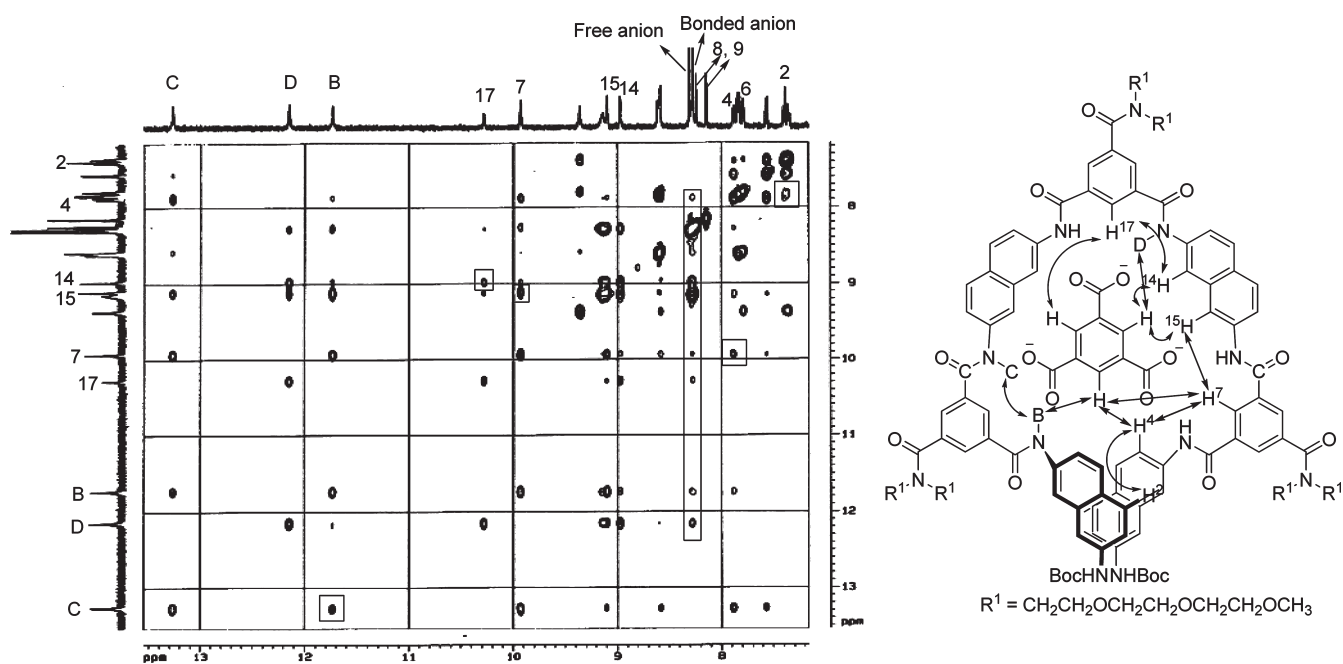 Free anion
Bonded anion
8, 9
C
D
B
17
7
15
14
4
6
2
2
4
14
15
7
17
B
D
C
8
9
10
11
12
13
ppm
ppm
13
12
11
10
9
8
R1
N
R1
O
O
O
NH
H17
N
D
14
H
O
O−
H
H
15
H
N
O
C
C
−O
O−
HN
O
O
O
H
H7
B
H4
H
N
O
N
R1-N
R1
O
N
O
H2
O
N-R1
R1
BocHNNHBoc
R1 = CH2CH2OCH2CH2OCH2CH2OCH3